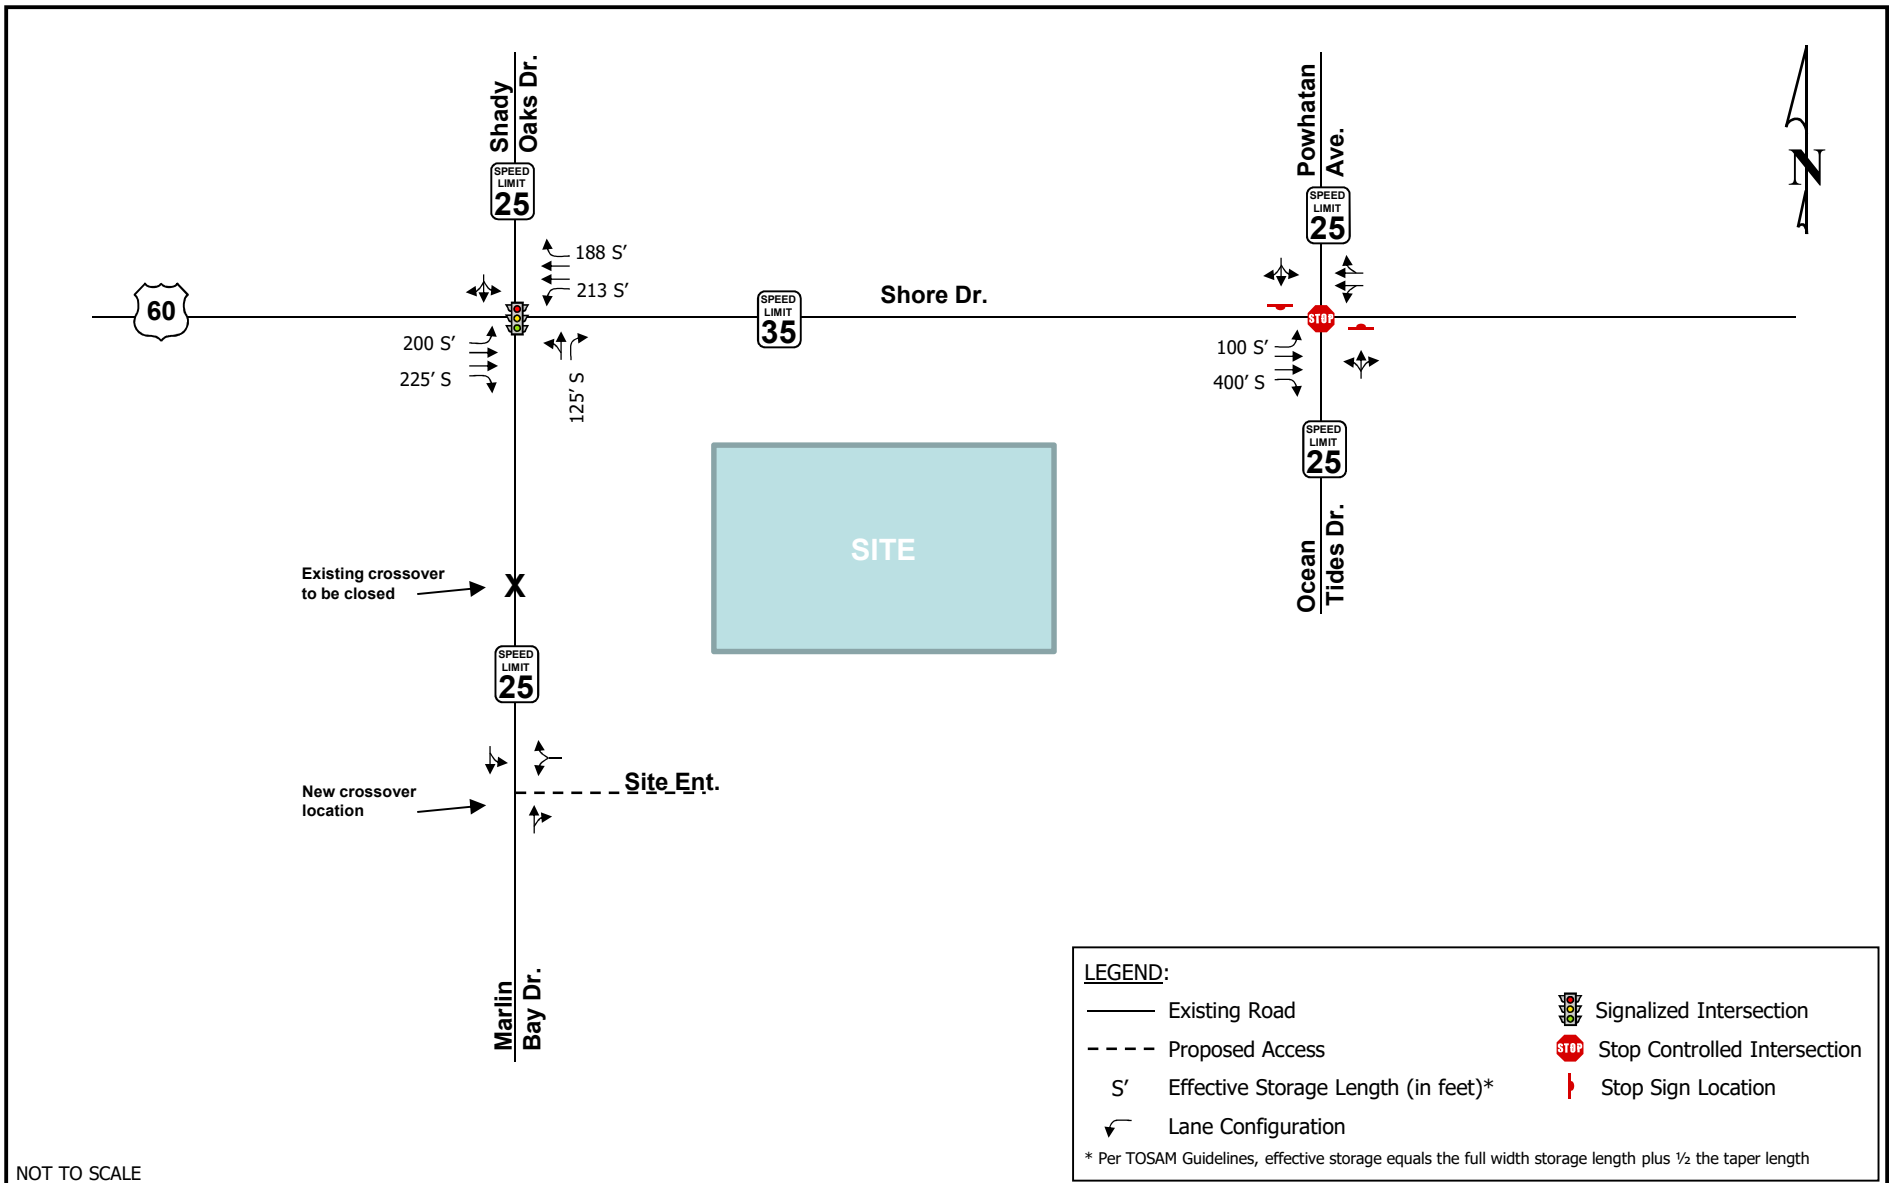 Shady
Oaks Dr.
SPEED
LIMIT
25
Powhatan
Ave.
SPEED
LIMIT
25
N
188 S’
213 S’
60
SPEED
LIMIT
35
Shore Dr.
STOP
200 S’
225’ S
125’ S
100 S’
400’ S
SPEED
LIMIT
25
SITE
Ocean
Tides Dr.
Existing crossover
to be closed
X
SPEED
LIMIT
25
Site Ent.
New crossover
location
Marlin
Bay Dr.
LEGEND:
Existing Road
Signalized Intersection
Proposed Access
STOP Stop Controlled Intersection
S’ Effective Storage Length (in feet)*
Stop Sign Location
Lane Configuration
* Per TOSAM Guidelines, effective storage equals the full width storage length plus ½ the taper length
NOT TO SCALE